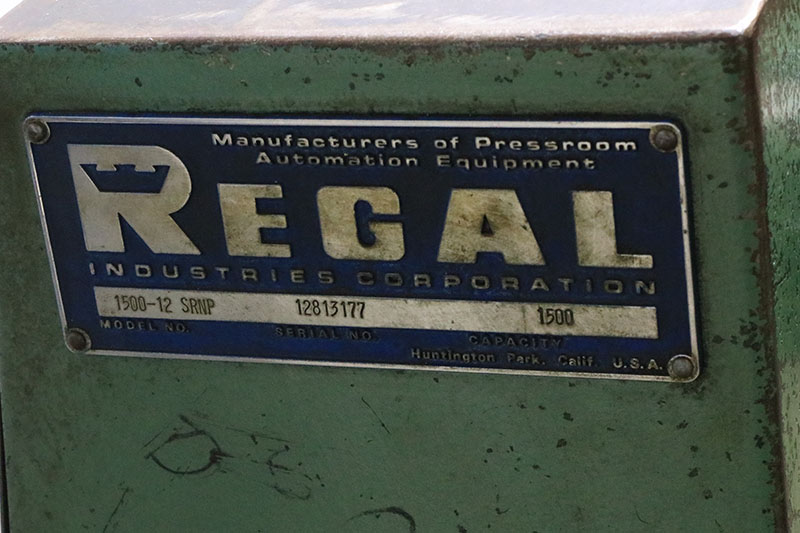 Manufacturers of Pressroom
Automation Equipment
REGAL
INDUSTRIES CORPORATION
1500-12 SRNP 12813177 1500
MODEL NO. SERIAL NO. CAPACITY
Huntington Park, Calif. U.S.A.